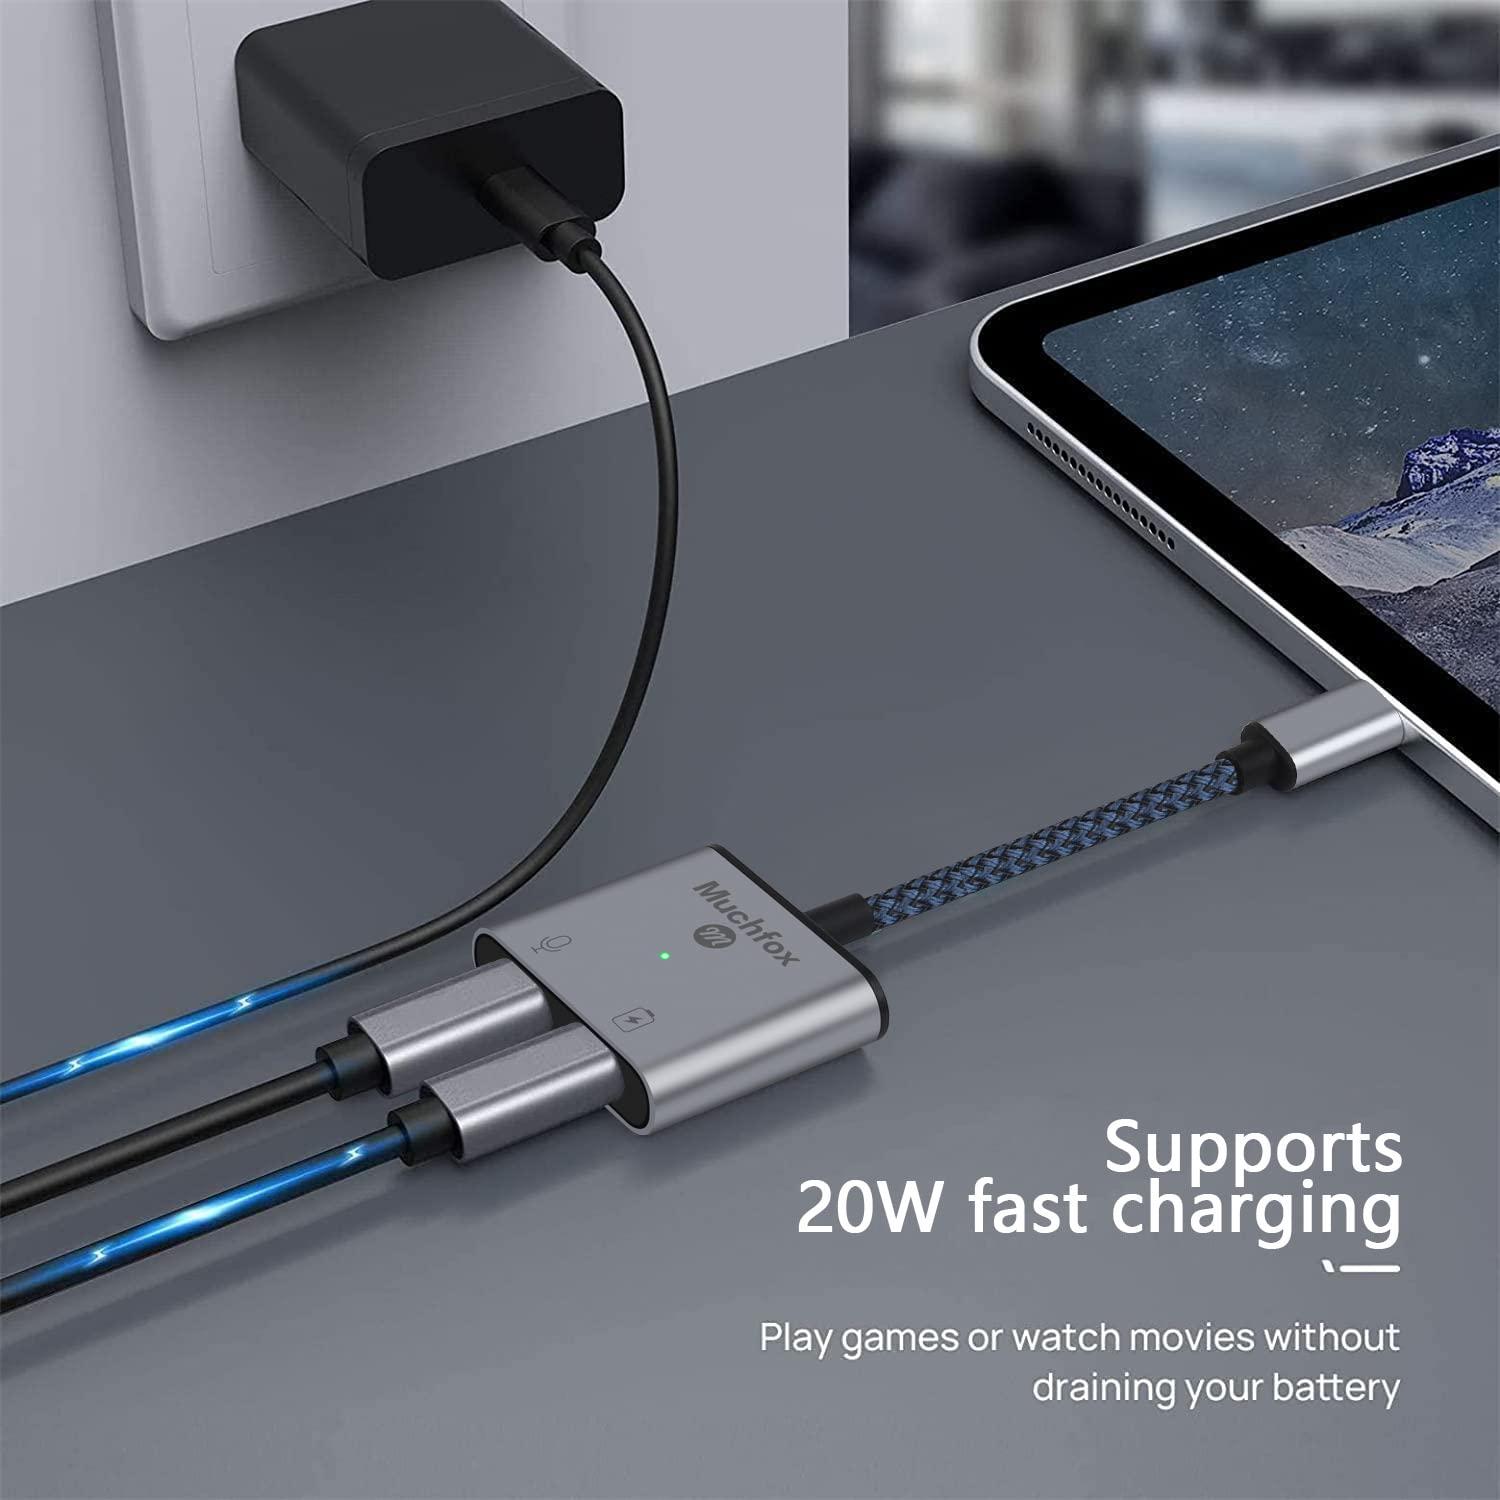 Muchfox
m
Supports
20W fast charging
Play games or watch movies without
draining your battery